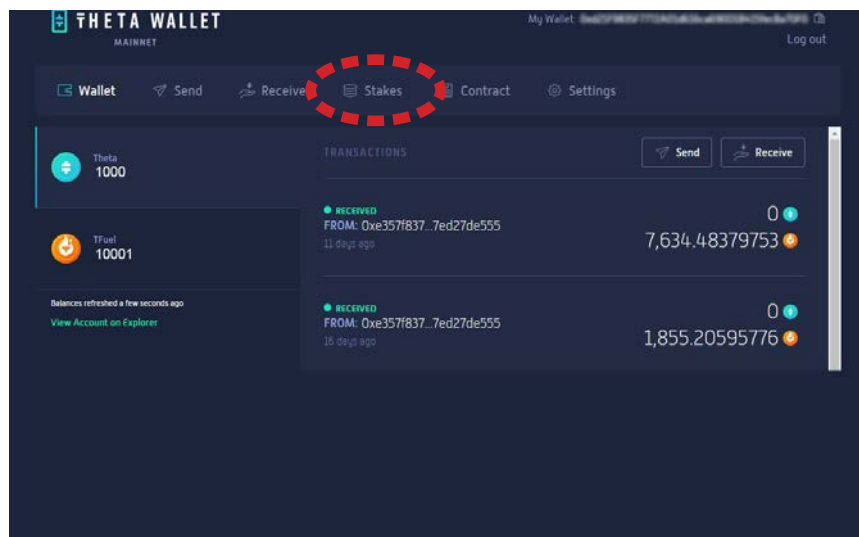 THETA WALLET
MAINNET
My Wallet:
Log out
Wallet
Send
Receive
Stakes
Contract
Settings
Theta
1000
TFuel
10001
Balances refreshed a few seconds ago
View Account on Explorer
TRANSACTIONS
Send
Receive
RECEIVED
FROM: 0xe357f837...7ed27de555
11 days ago
0
7,634.48379753
RECEIVED
FROM: 0xe357f837...7ed27de555
16 days ago
0
1,855.20595776